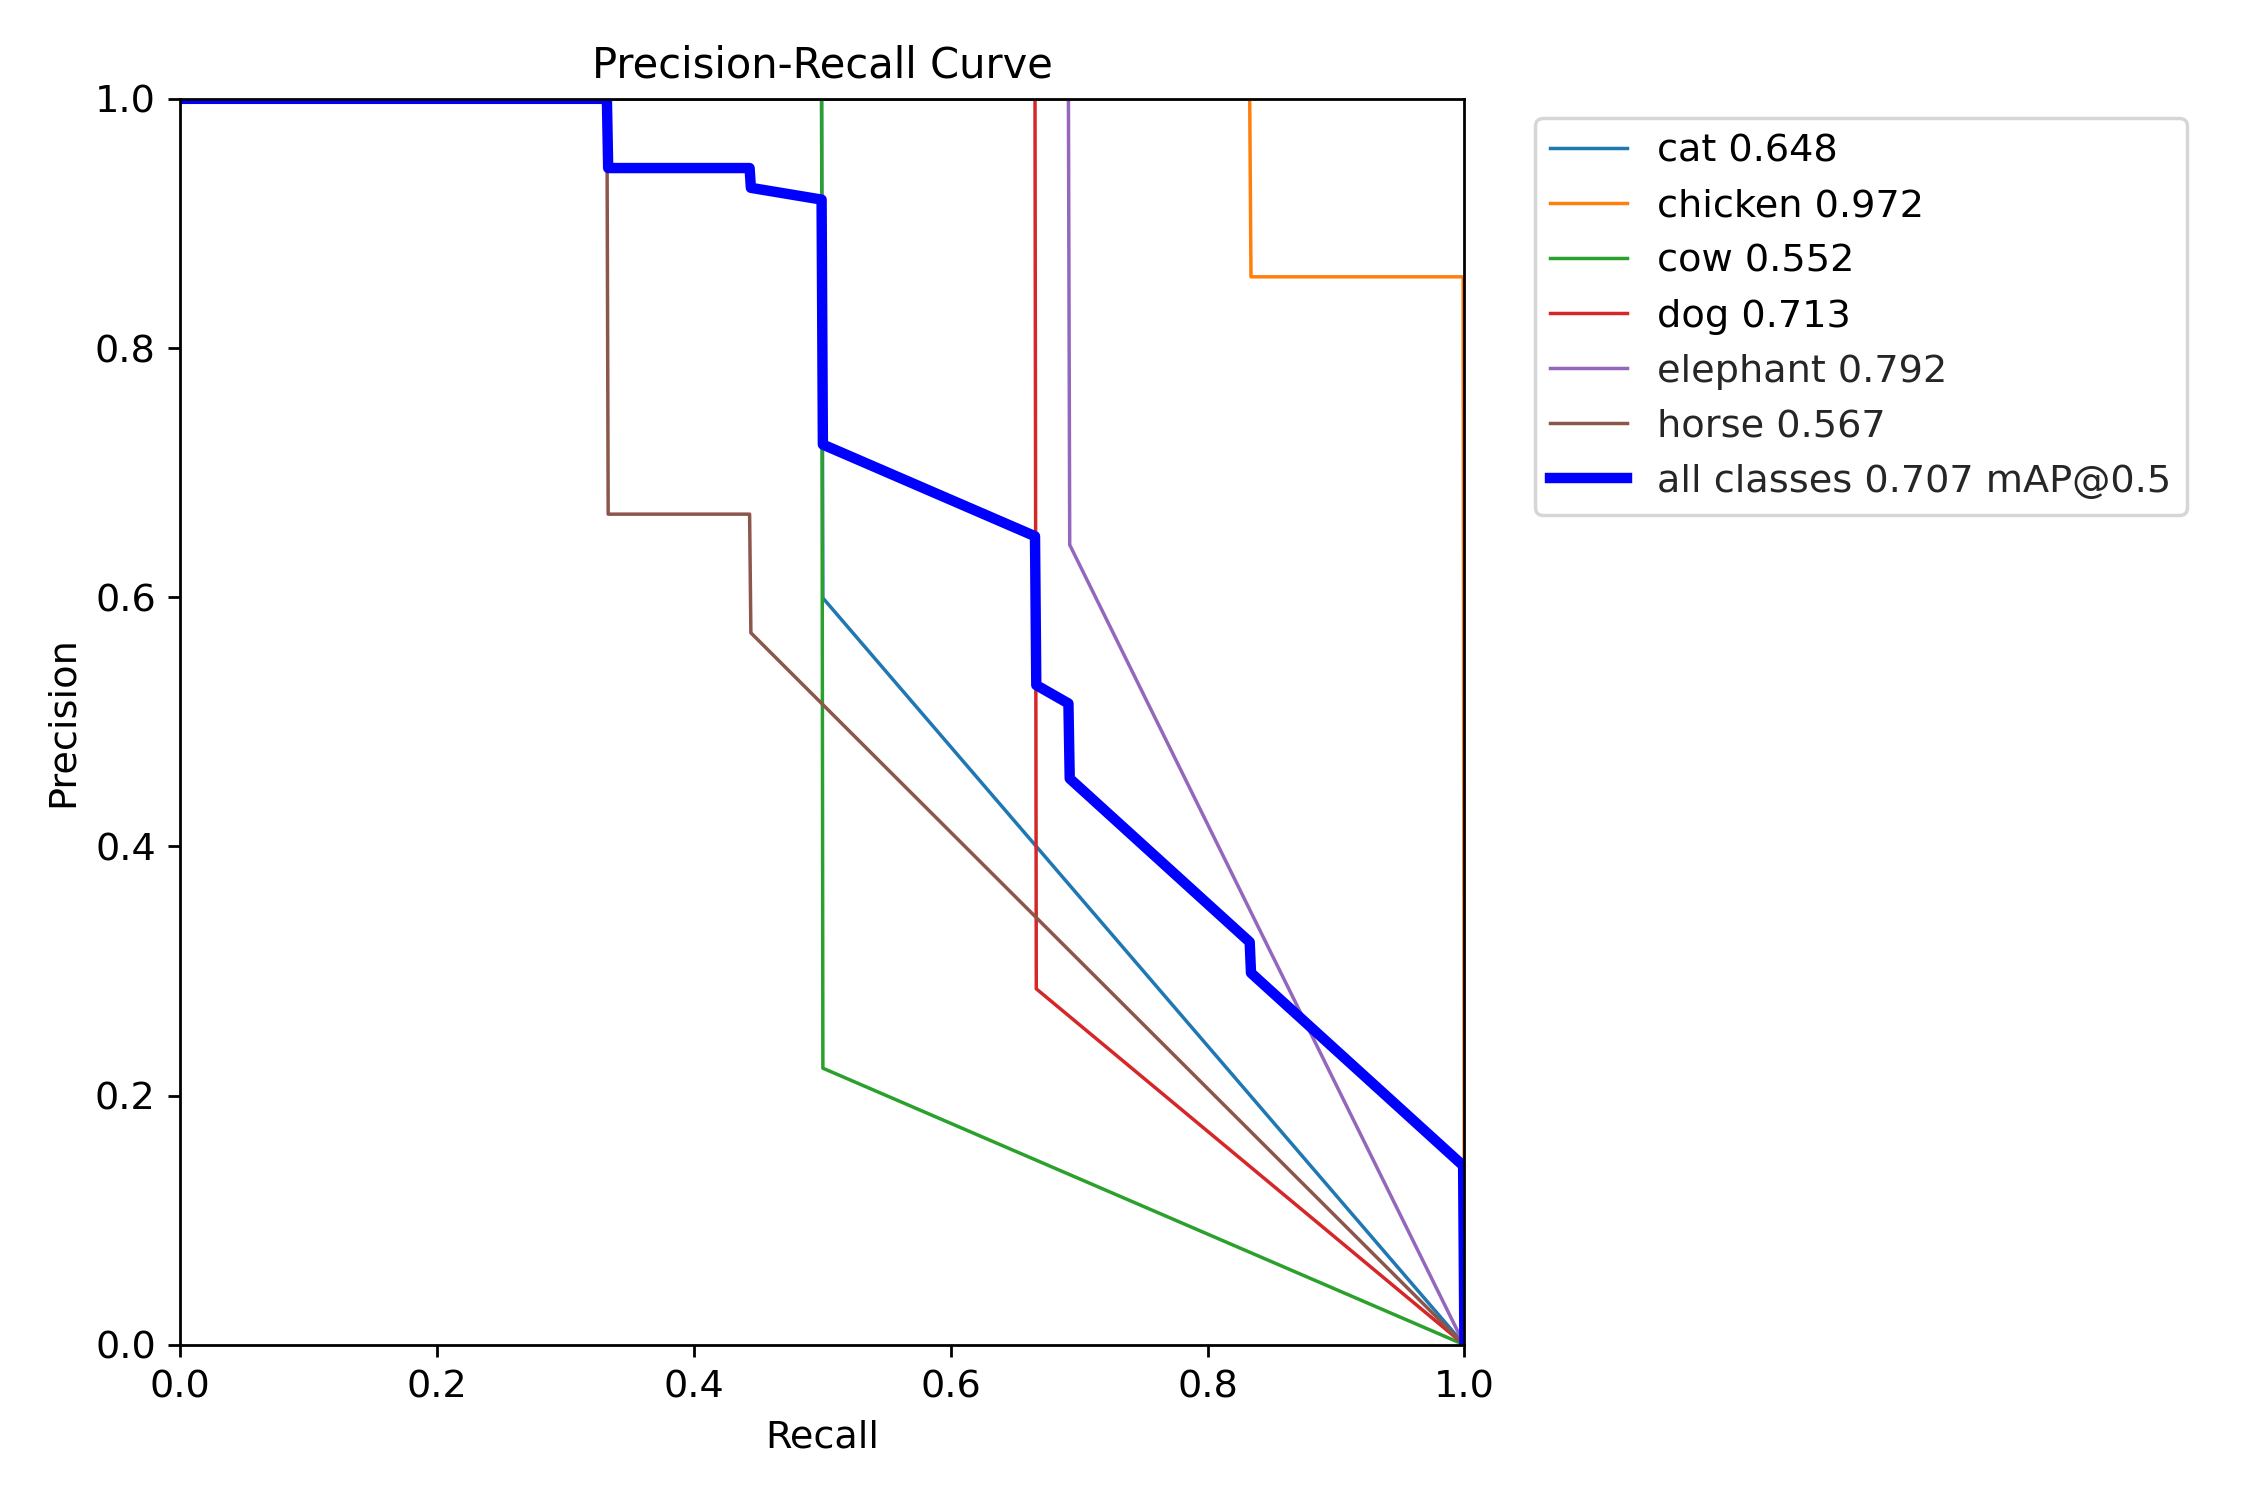 Precision-Recall Curve
1.0
0.8
0.6
0.4
0.2
0.0
Precision
0.0 0.2 0.4 0.6 0.8 1.0
Recall
cat 0.648
chicken 0.972
cow 0.552
dog 0.713
elephant 0.792
horse 0.567
all classes 0.707 mAP@0.5